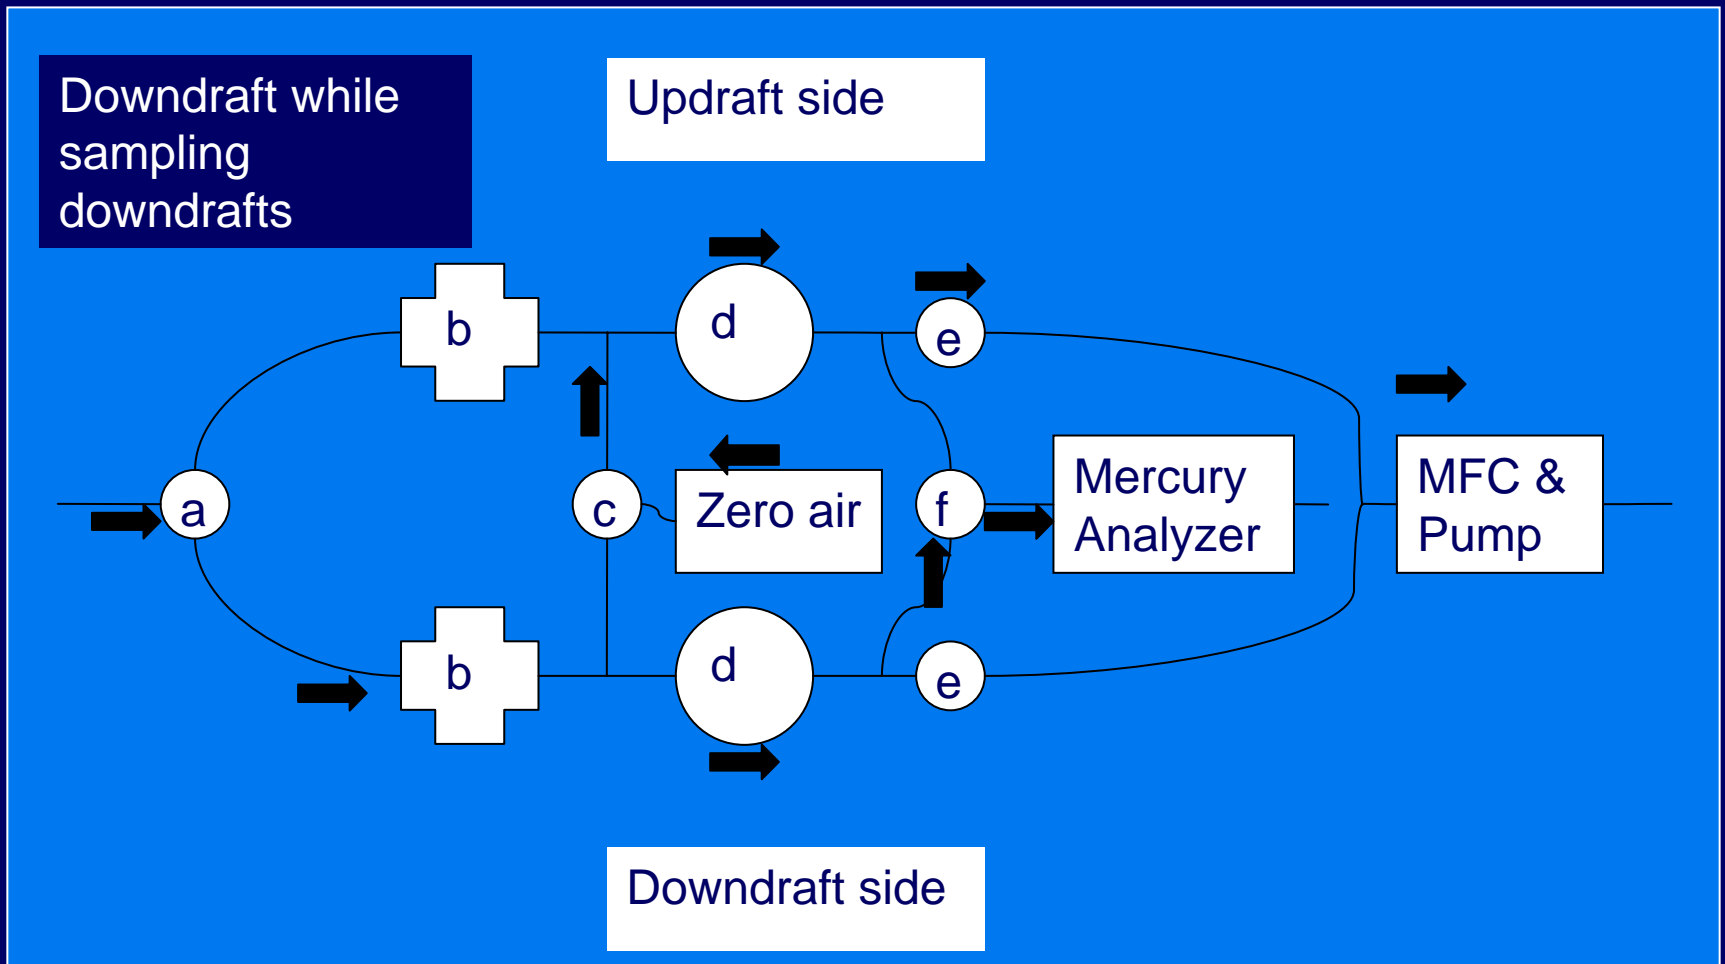 Downdraft while
sampling
downdrafts
Updraft side
b
d
e
a
c
Zero air
f
Mercury
Analyzer
MFC &
Pump
b
d
e
Downdraft side